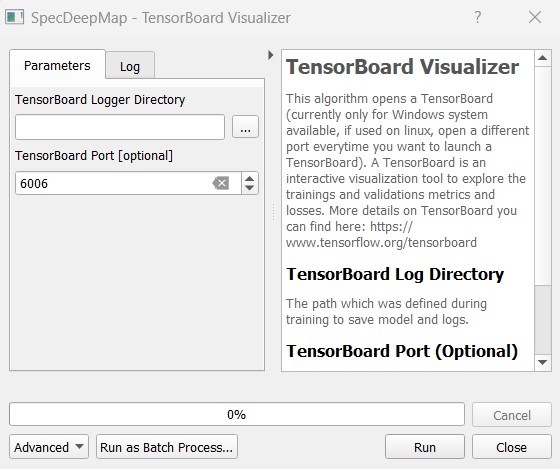 SpecDeepMap - TensorBoard Visualizer
?
Parameters
Log
TensorBoard Logger Directory
...
TensorBoard Port [optional]
6006
TensorBoard Visualizer
This algorithm opens a TensorBoard
(currently only for Windows system
available, if used on linux, open a different
port everytime you want to launch a
TensorBoard). A TensorBoard is an
interactive visualization tool to explore the
trainings and validations metrics and
losses. More details on TensorBoard you
can find here: https://
www.tensorflow.org/tensorboard
TensorBoard Log Directory
The path which was defined during
training to save model and logs.
TensorBoard Port (Optional)
0%
Cancel
Advanced
Run as Batch Process...
Run
Close